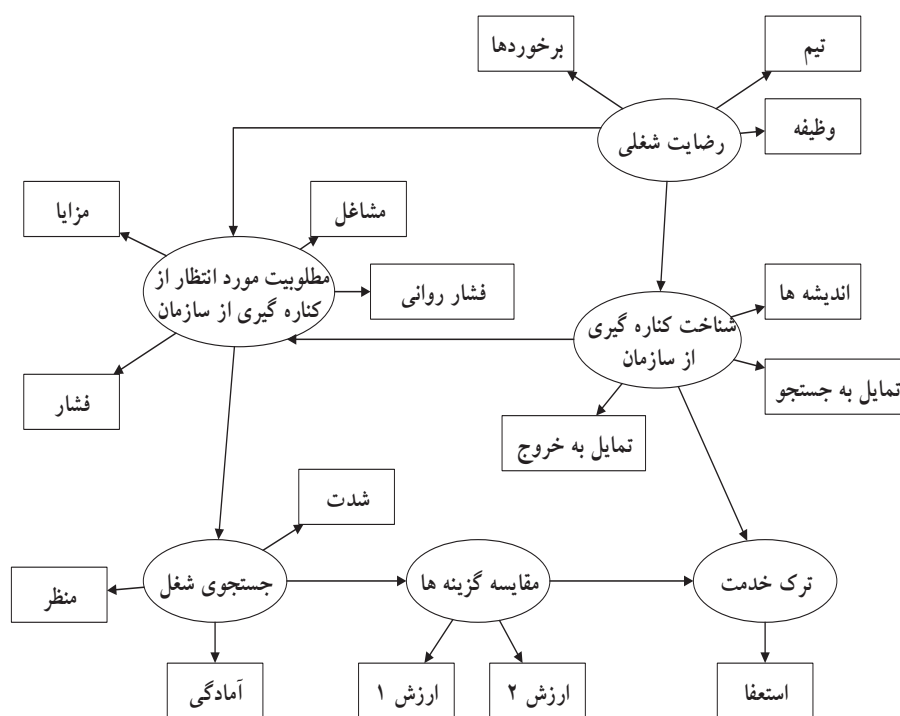 برخوردها
تیم
وظیفه
رضایت شغلی
مزایا
مشاغل
مطلوبیت مورد انتظار از
کناره گیری از سازمان
فشار روانی
اندیشه ها
شناخت کناره گیری
از سازمان
تمایل به جستجو
فشار
تمایل به خروج
شدت
منظر
جستجوی شغل
مقایسه گزینه ها
ترک خدمت
آمادگی
ارزش ۱
ارزش ۲
استعفا